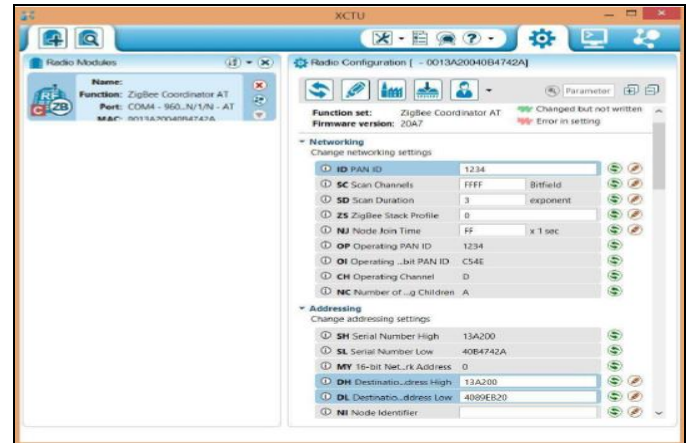 XCTU
Radio Modules
Name:
Function: ZigBee Coordinator AT
Port: COM4 - 960..N/1/N - AT
MAC: 0013A20040B4742A
Radio Configuration [ - 0013A20040B4742A]
Parameter
Function set: ZigBee Coordinator AT
Firmware version: 20A7
Changed but not written
Error in setting
Networking
Change networking settings
ID PAN ID 1234
SC Scan Channels FFFF Bitfield
SD Scan Duration 3 exponent
ZS ZigBee Stack Profile 0
NJ Node Join Time FF x 1 sec
OP Operating PAN ID 1234
OI Operating ...bit PAN ID C54E
CH Operating Channel D
NC Number of ...g Children A
Addressing
Change addressing settings
SH Serial Number High 13A200
SL Serial Number Low 40B4742A
MY 16-bit Net...rk Address 0
DH Destinatio...dress High 13A200
DL Destinatio...ddress Low 4089EB20
NI Node Identifier